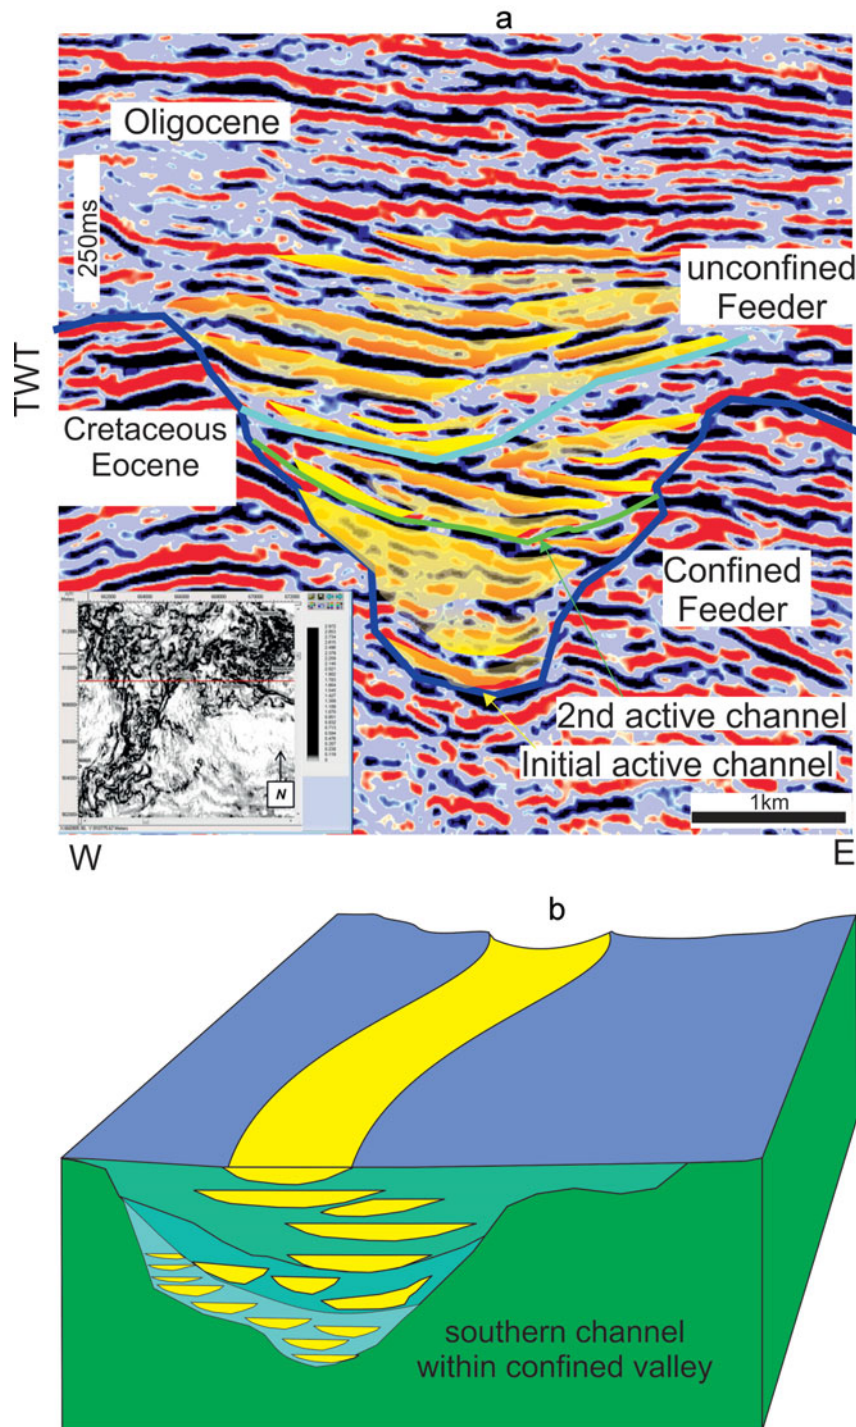 a
Oligocene
250ms
unconfined
Feeder
TWT
Cretaceous
Eocene
Confined
Feeder
2nd active channel
Initial active channel
N
1km
W
E
b
southern channel
within confined valley